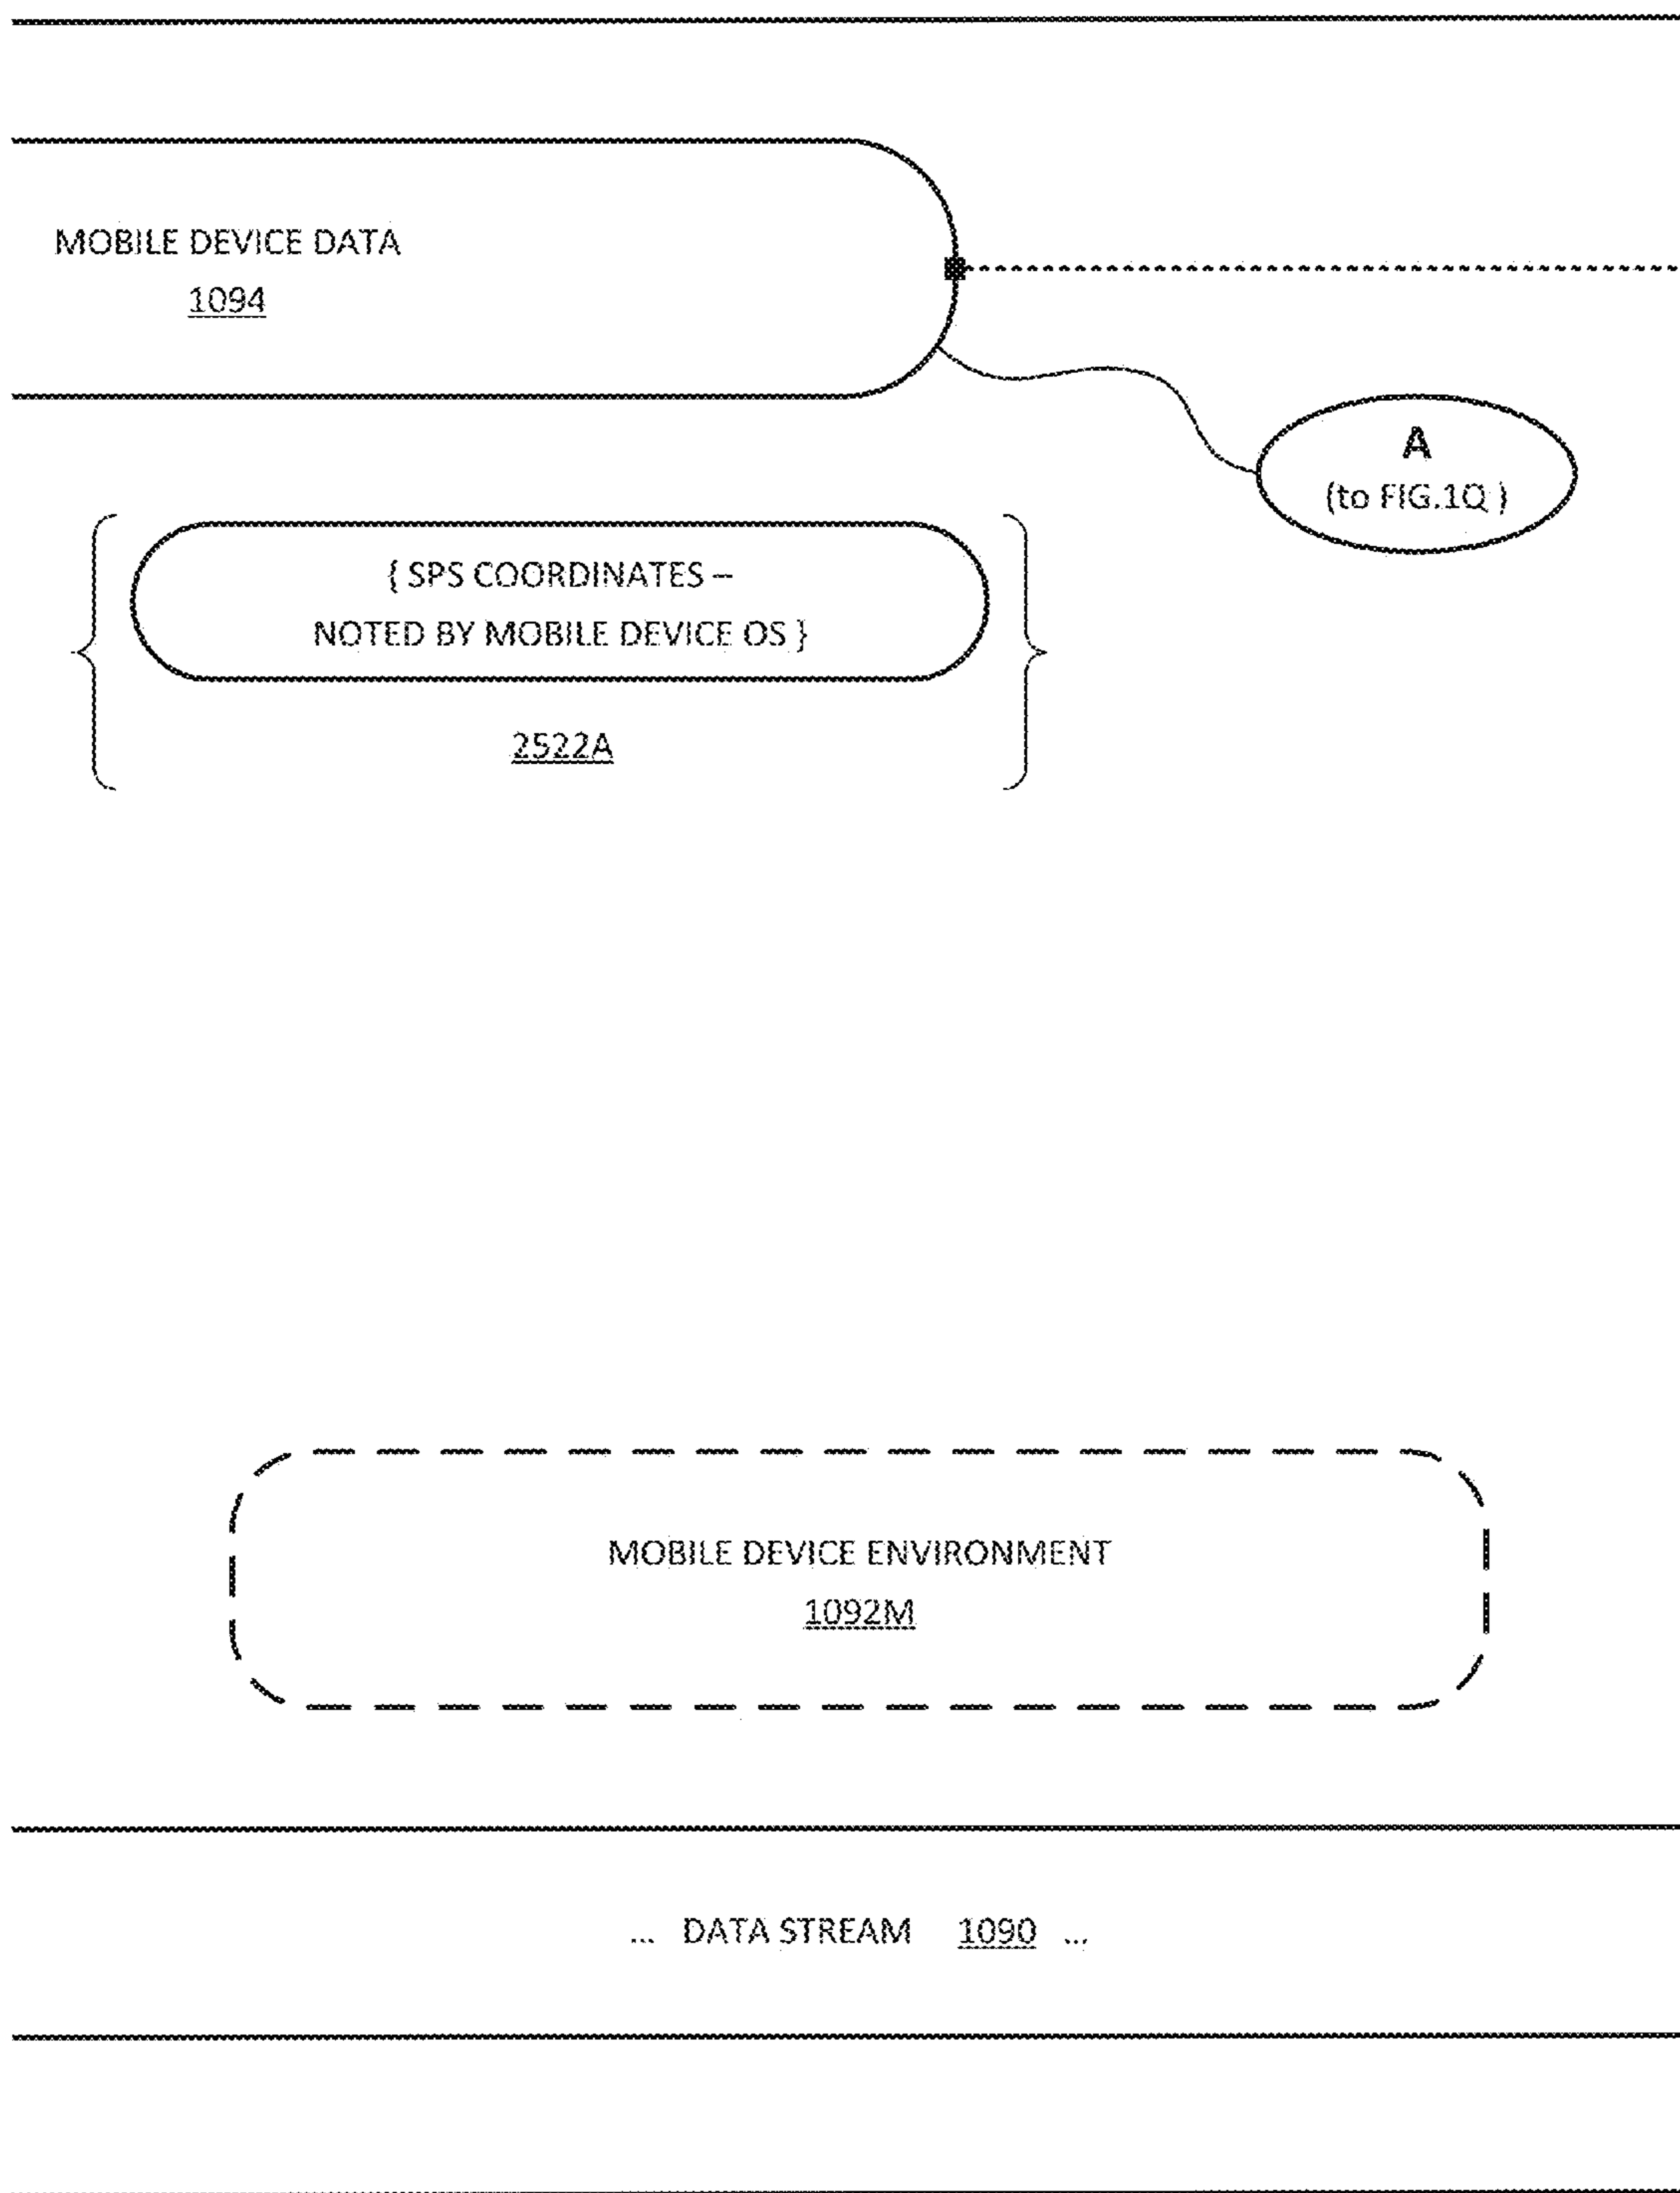 MOBILE DEVICE DATA
1094
A
(to FIG.1Q )
{ SPS COORDINATES –
NOTED BY MOBILE DEVICE OS }
2522A
MOBILE DEVICE ENVIRONMENT
1092M
... DATA STREAM 1090 ...